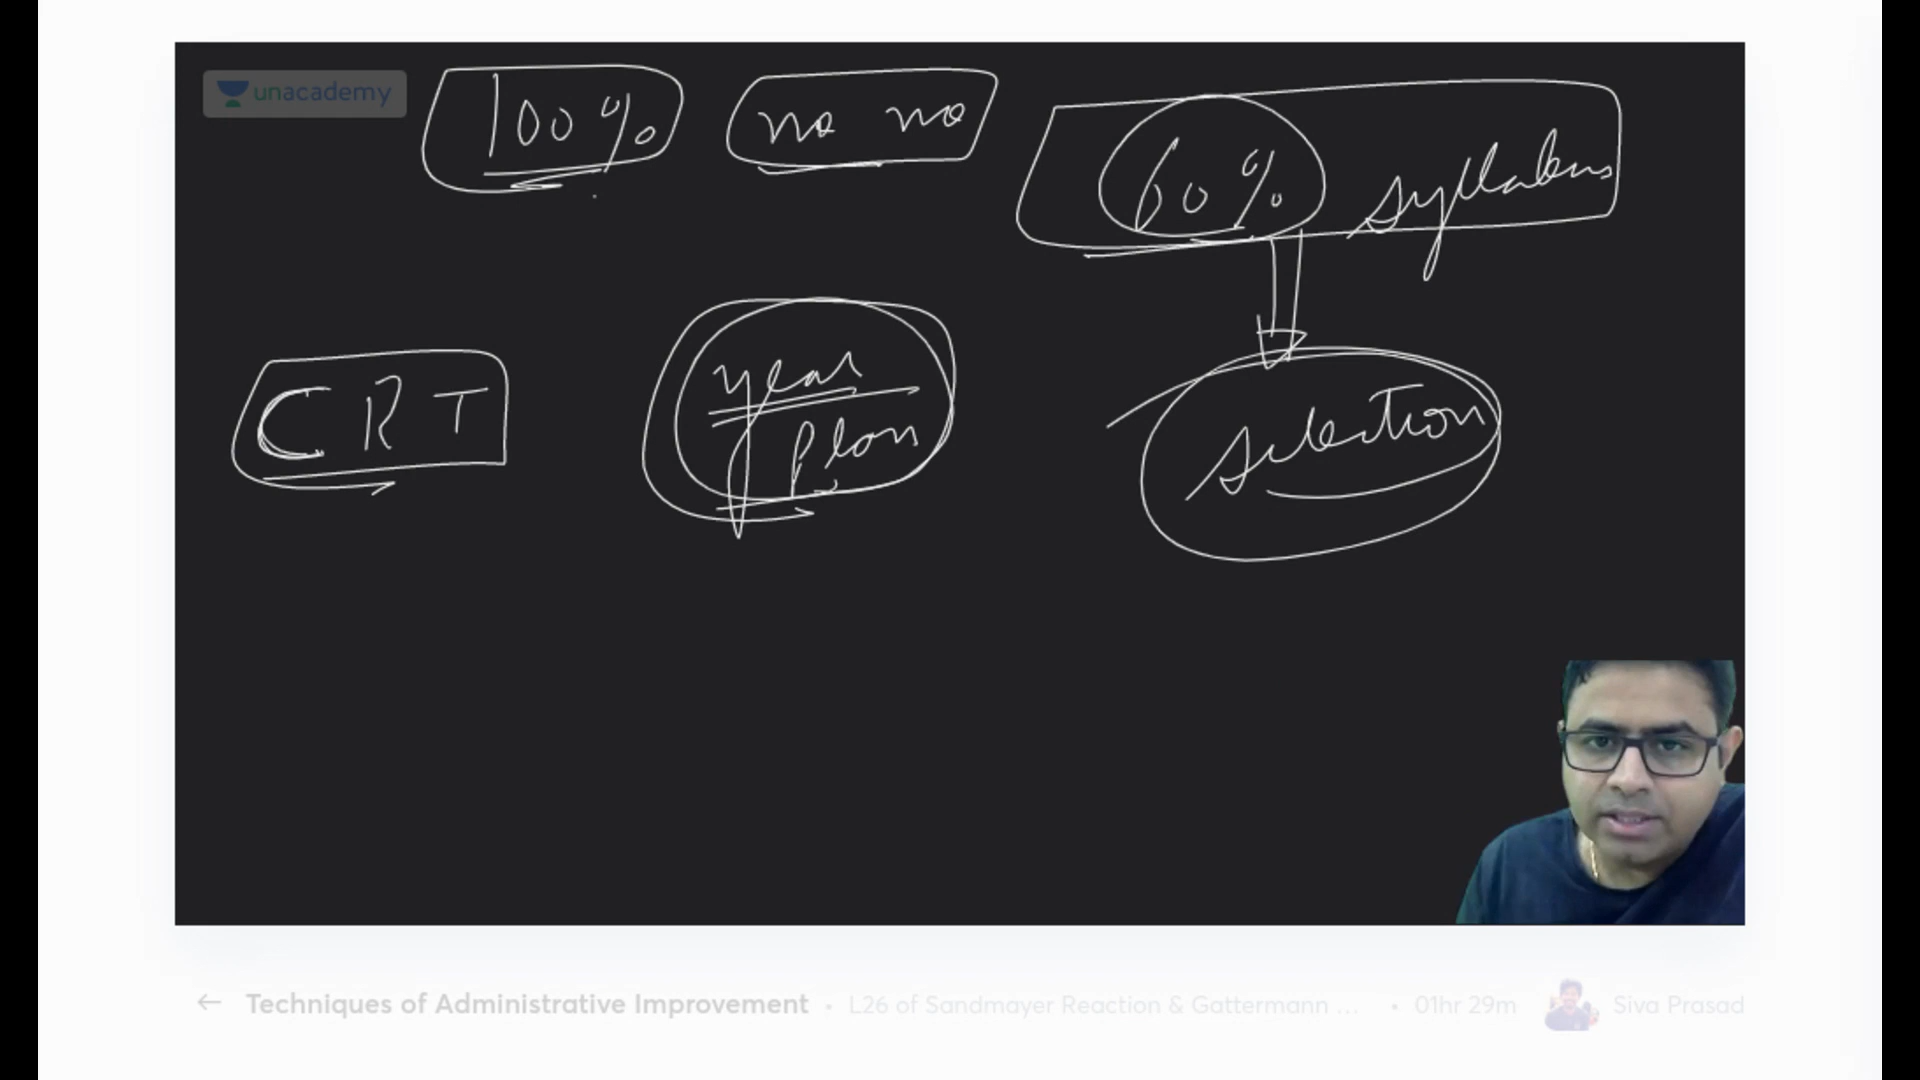 unacademy
100% no no 60% syllabus
CRT year plan selection
← Techniques of Administrative Improvement • L26 of Sandmayer Reaction & Gattermann ... • 01hr 29m Siva Prasad